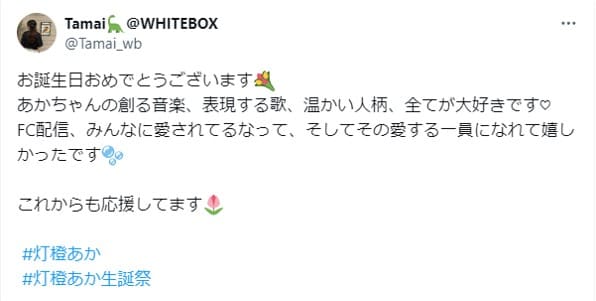 Tamai🦕@WHITEBOX
@Tamai_wb
お誕生日おめでとうございます💐
あかちゃんの創る音楽、表現する歌、温かい人柄、全てが大好きです♡
FC配信、みんなに愛されてるなって、そしてその愛する一員になれて嬉し
かったです🫧
これからも応援してます🌷
#灯橙あか
#灯橙あか生誕祭